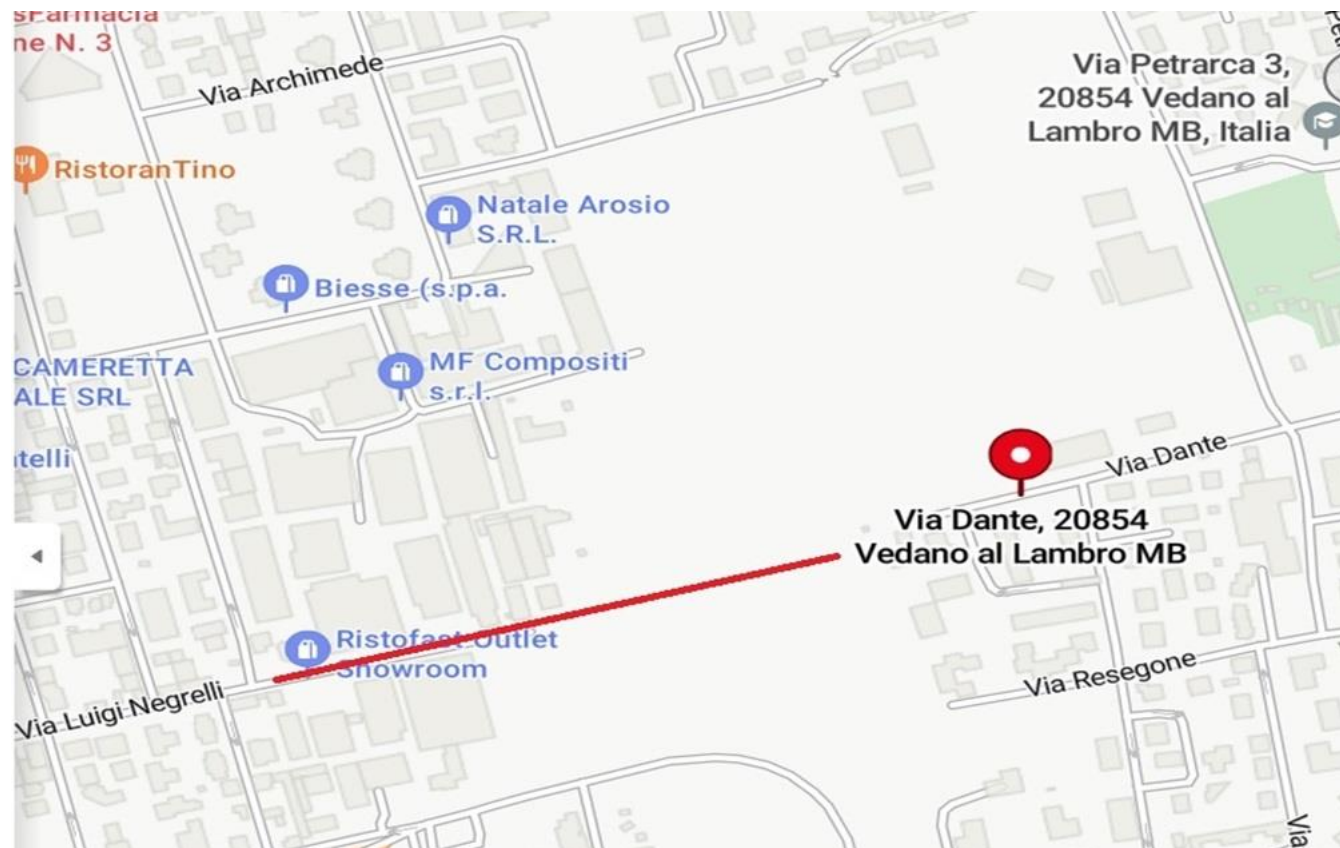 ne N. 3
Via Archimede
Via Petrarca 3,
20854 Vedano al
Lambro MB, Italia
RistoranTino
Natale Arosio
S.R.L.
Biesse (s.p.a.
CAMERETTA
ALE SRL
MF Compositi
s.r.l.
telli
Via Dante
Via Dante, 20854
Vedano al Lambro MB
Ristofast Outlet
Showroom
Via Luigi Negrelli
Via Resegone
Via